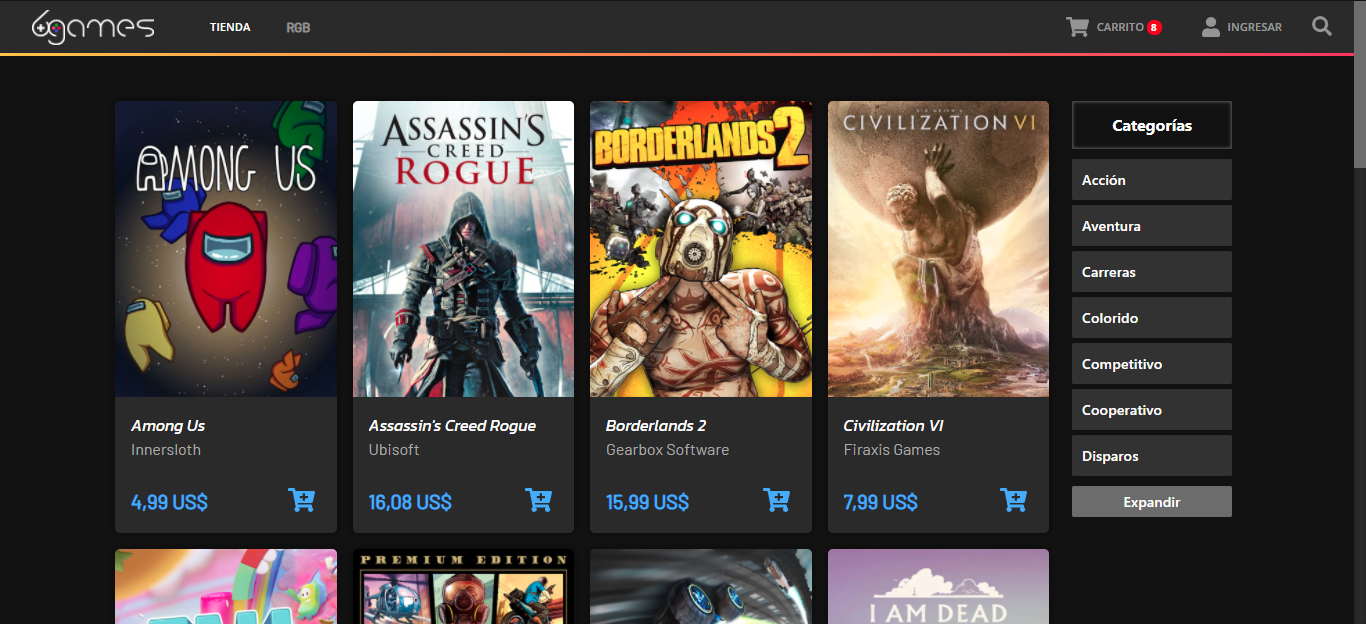 6games
TIENDA
RGB
CARRITO 8
INGRESAR
AMONG US
ASSASSIN'S
CREED
ROGUE
BORDERLANDS 2
SID MEIER'S
CIVILIZATION VI
Among Us
Innersloth
4,99 US$
Assassin's Creed Rogue
Ubisoft
16,08 US$
Borderlands 2
Gearbox Software
15,99 US$
Civilization VI
Firaxis Games
7,99 US$
PREMIUM EDITION
I AM DEAD
Categorías
Acción
Aventura
Carreras
Colorido
Competitivo
Cooperativo
Disparos
Expandir